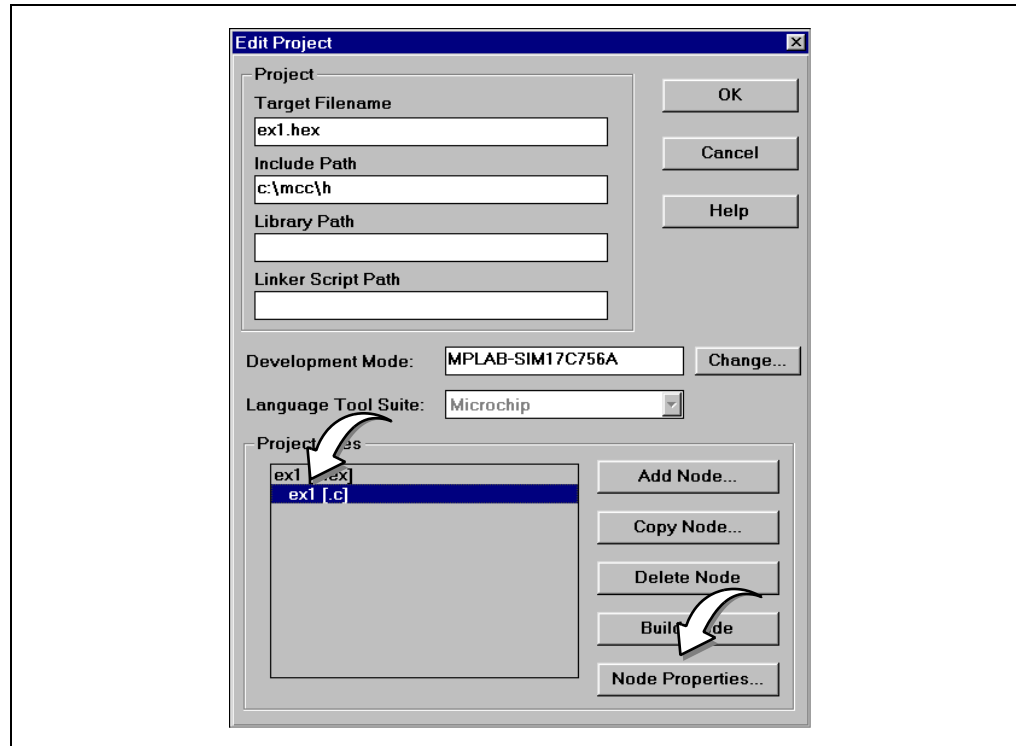 Edit Project
Project
Target Filename
ex1.hex
Include Path
c:\mcc\h
Library Path
Linker Script Path
OK
Cancel
Help
Development Mode:
MPLAB-SIM17C756A
Change...
Language Tool Suite:
Microchip
Project
ex1
ex1 [.c]
Add Node...
Copy Node...
Delete Node
Node Properties...